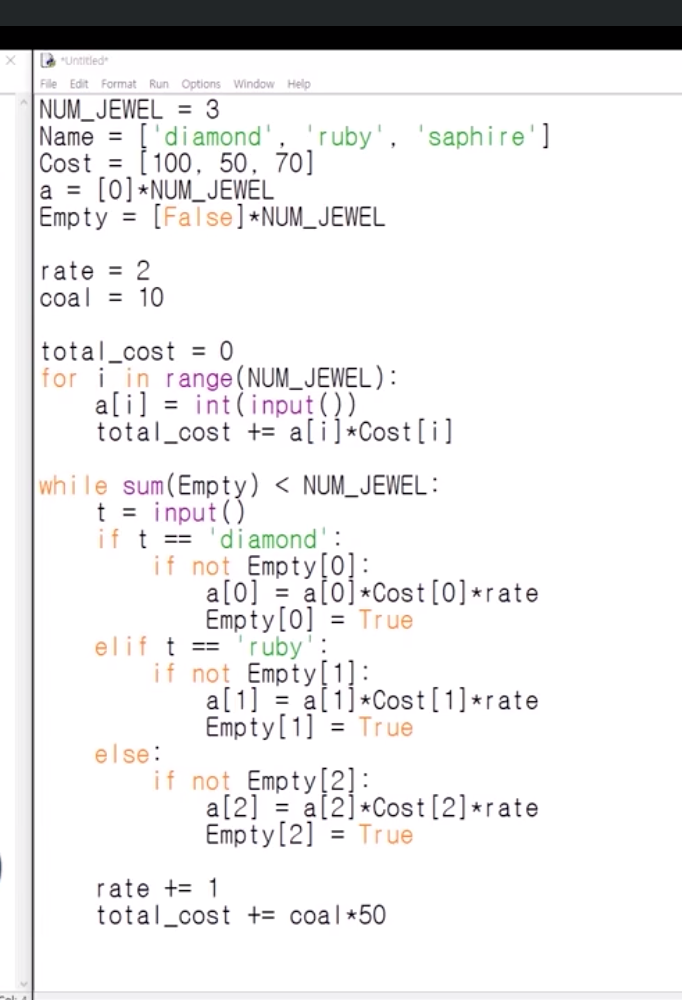 *Untitled*
File Edit Format Run Options Window Help
NUM_JEWEL = 3
Name = ['diamond', 'ruby', 'saphire']
Cost = [100, 50, 70]
a = [0]*NUM_JEWEL
Empty = [False]*NUM_JEWEL
rate = 2
coal = 10
total_cost = 0
for i in range(NUM_JEWEL):
    a[i] = int(input())
    total_cost += a[i]*Cost[i]
while sum(Empty) < NUM_JEWEL:
    t = input()
    if t == 'diamond':
        if not Empty[0]:
            a[0] = a[0]*Cost[0]*rate
            Empty[0] = True
    elif t == 'ruby':
        if not Empty[1]:
            a[1] = a[1]*Cost[1]*rate
            Empty[1] = True
    else:
        if not Empty[2]:
            a[2] = a[2]*Cost[2]*rate
            Empty[2] = True
    rate += 1
    total_cost += coal*50